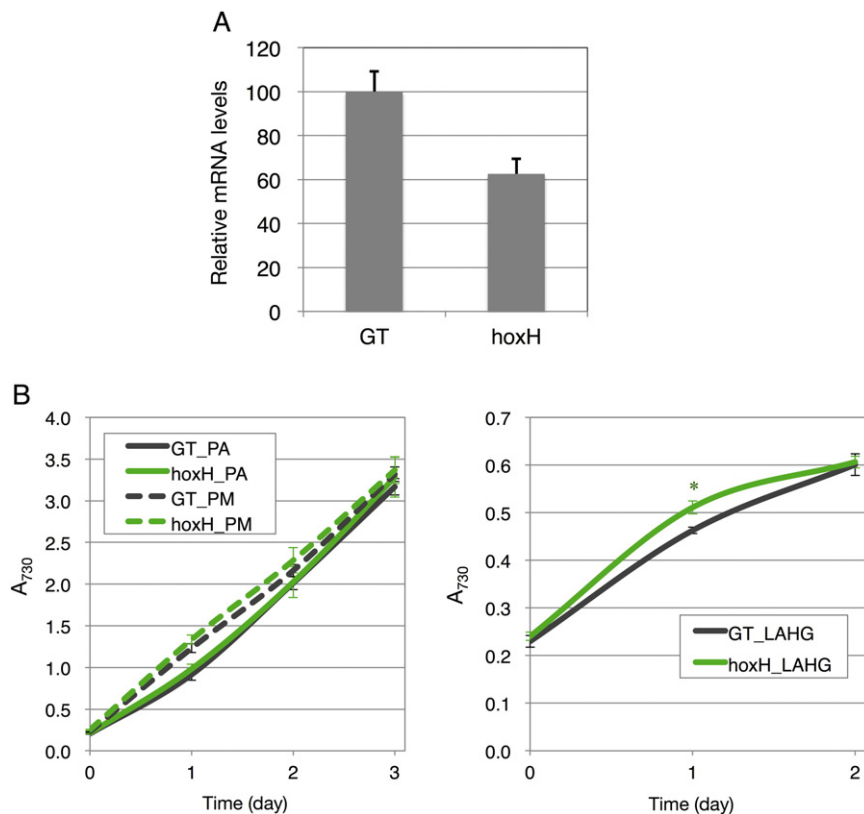 A
Relative mRNA levels
120
100
80
60
40
20
0
GT
hoxH
B
A730
4.0
3.5
3.0
2.5
2.0
1.5
1.0
0.5
0.0
GT_PA
hoxH_PA
GT_PM
hoxH_PM
0
1
2
3
Time (day)
A730
0.7
0.6
0.5
0.4
0.3
0.2
0.1
0.0
*
GT_LAHG
hoxH_LAHG
0
1
2
Time (day)